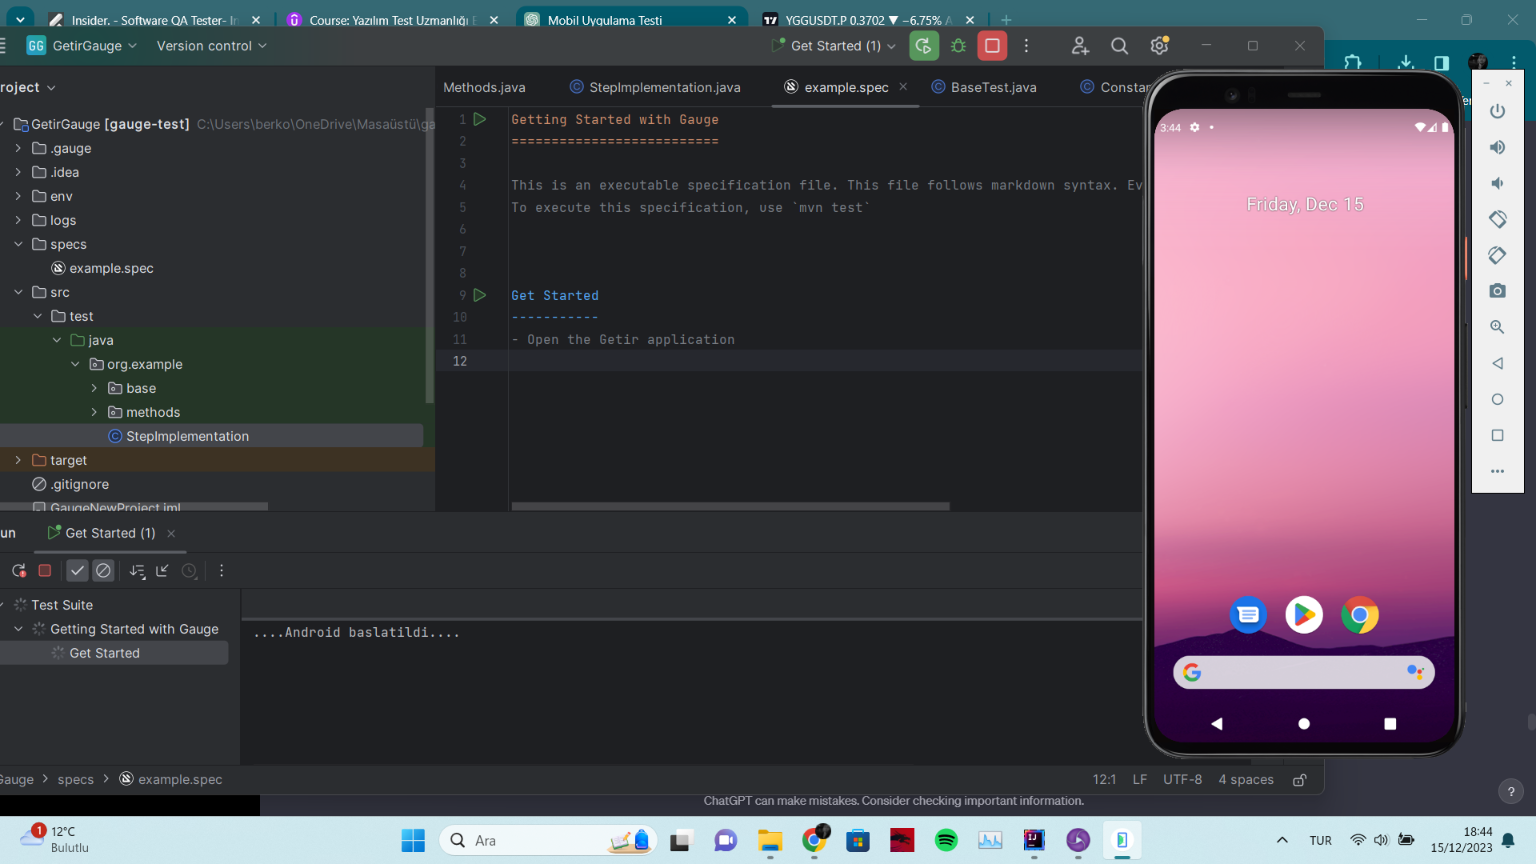 Insider. - Software QA Tester- In
Course: Yazılım Test Uzmanlığı E
Mobil Uygulama Testi
YGGUSDT.P 0.3702 ▼ −6.75% A
GG
GetirGauge
Version control
Get Started (1)
roject
Methods.java
StepImplementation.java
example.spec
BaseTest.java
Constan
GetirGauge [gauge-test] C:\Users\berko\OneDrive\Masaüstü\ga
.gauge
.idea
env
logs
specs
example.spec
src
test
java
org.example
base
methods
StepImplementation
target
.gitignore
GaugeNewProject.iml
1 Getting Started with Gauge
2 ==========================
3
4 This is an executable specification file. This file follows markdown syntax. Ev
5 To execute this specification, use `mvn test`
6
7
8
9 Get Started
10 -----------
11 - Open the Getir application
12
3:44
Friday, Dec 15
un
Get Started (1)
Test Suite
Getting Started with Gauge
Get Started
....Android baslatildi....
Gauge > specs > example.spec
12:1 LF UTF-8 4 spaces
ChatGPT can make mistakes. Consider checking important information.
?
1
12°C
Bulutlu
Ara
TUR
18:44
15/12/2023